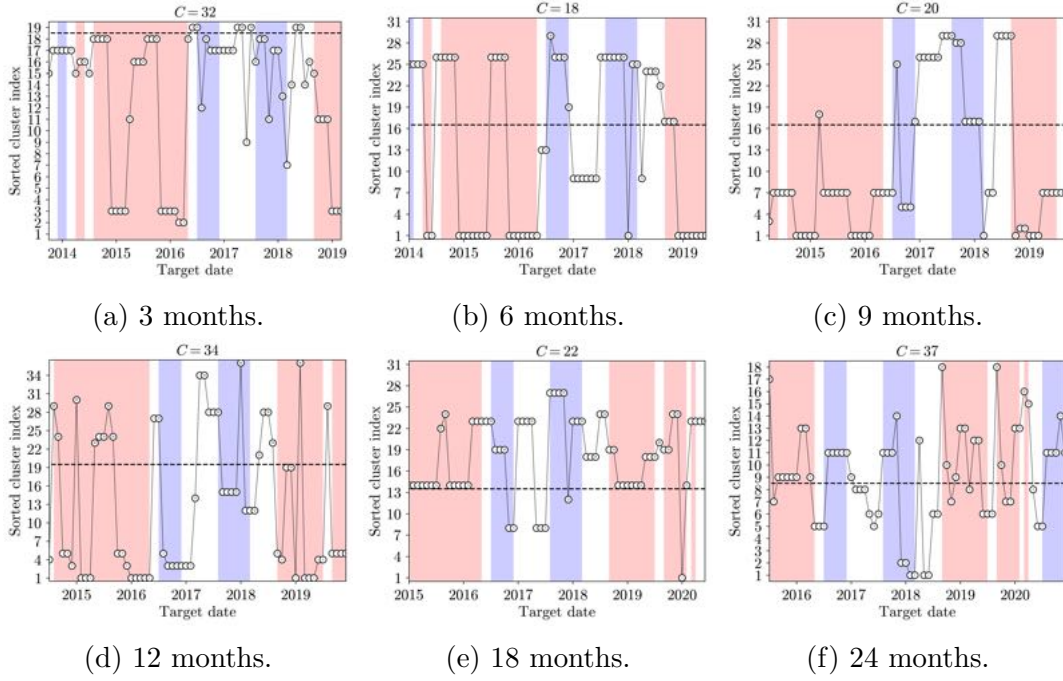 C = 32
Sorted cluster index
19
17
16
15
13
12
11
10
9
8
7
6
5
4
3
2
1
2014 2015 2016 2017 2018 2019
Target date
(a) 3 months.
C = 18
Sorted cluster index
31
28
25
22
19
16
13
10
7
4
1
2014 2015 2016 2017 2018 2019
Target date
(b) 6 months.
C = 20
Sorted cluster index
31
28
25
22
19
16
13
10
7
4
1
2015 2016 2017 2018 2019
Target date
(c) 9 months.
C = 34
Sorted cluster index
34
31
28
25
22
19
16
13
10
7
4
1
2015 2016 2017 2018 2019
Target date
(d) 12 months.
C = 22
Sorted cluster index
31
28
25
22
19
16
13
10
7
4
1
2015 2016 2017 2018 2019 2020
Target date
(e) 18 months.
C = 37
Sorted cluster index
18
17
16
15
14
13
12
11
10
9
8
7
6
5
4
3
2
1
2016 2017 2018 2019 2020
Target date
(f) 24 months.